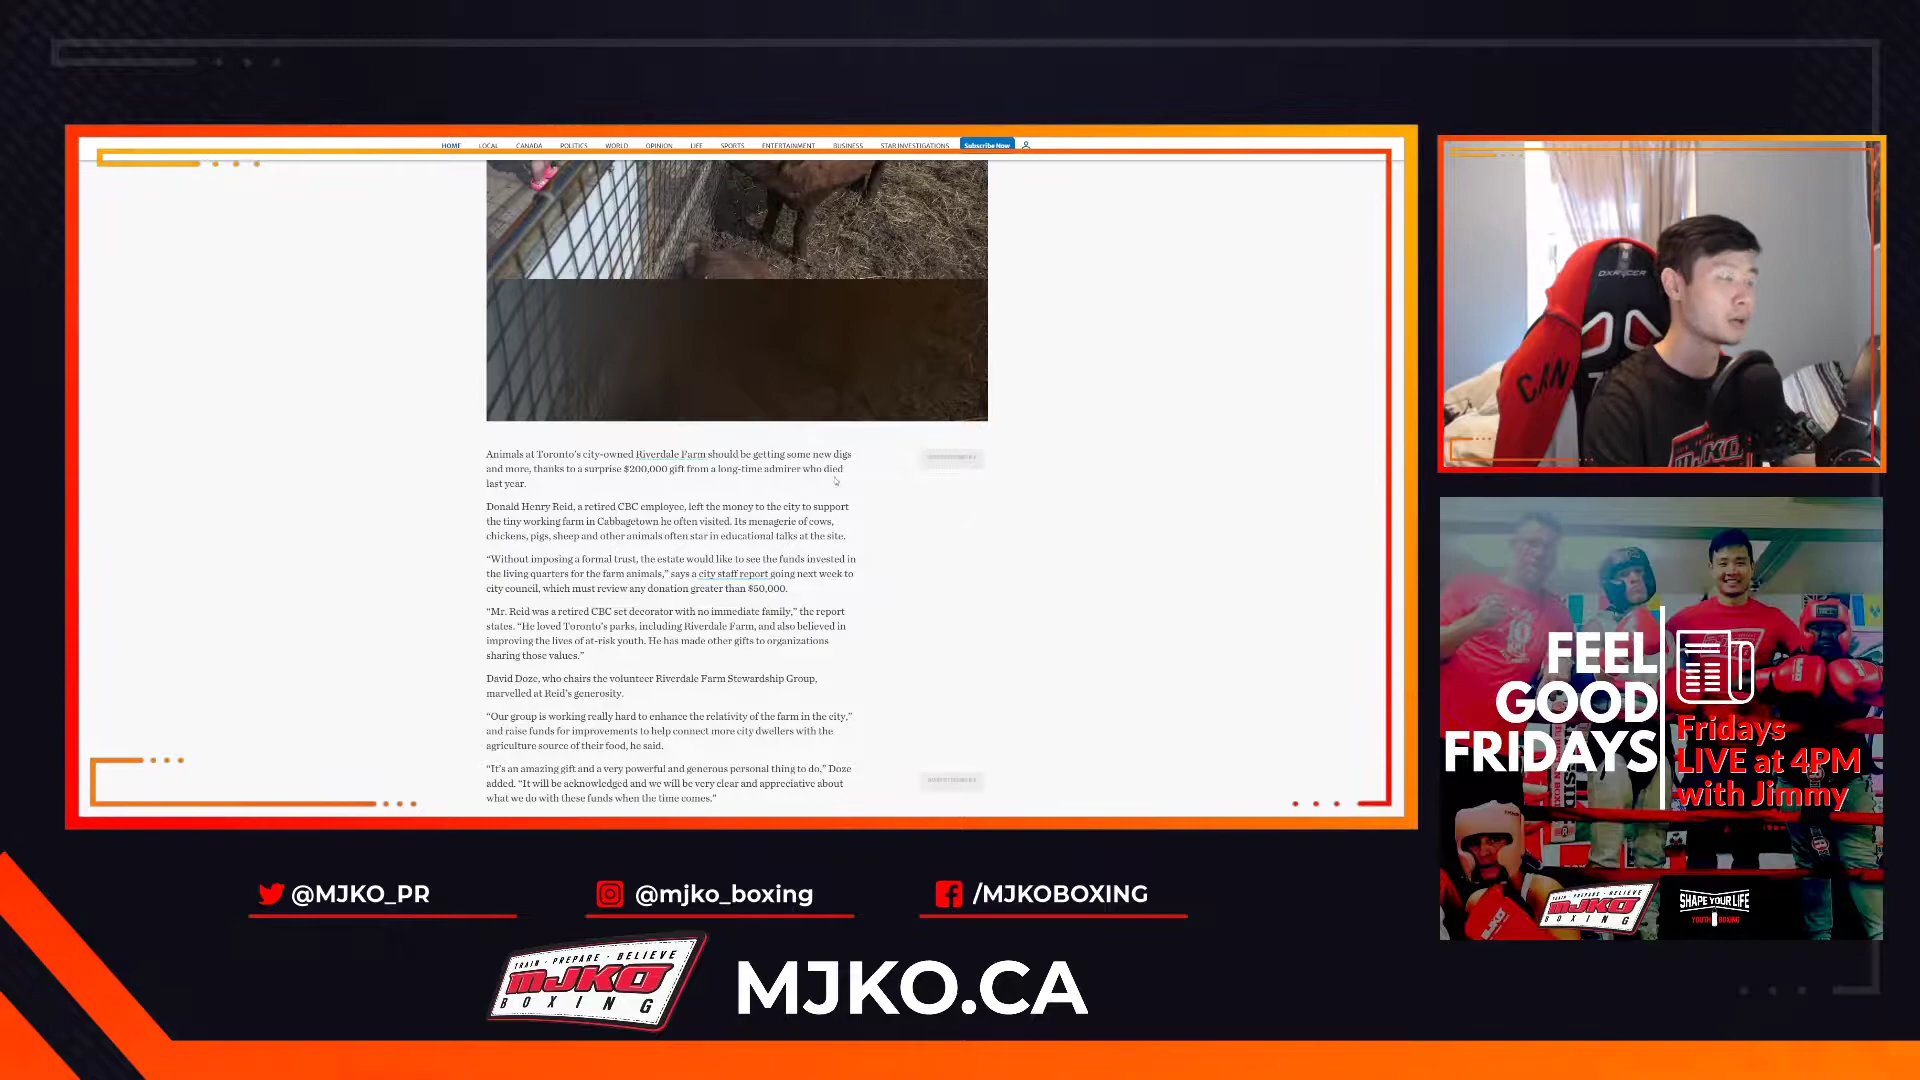 HOME LOCAL CANADA POLITICS WORLD OPINION LIFE SPORTS ENTERTAINMENT BUSINESS STAR INVESTIGATIONS Subscribe Now
Animals at Toronto's city-owned Riverdale Farm should be getting some new digs
and more, thanks to a surprise $200,000 gift from a long-time admirer who died
last year.
Donald Henry Reid, a retired CBC employee, left the money to the city to support
the tiny working farm in Cabbagetown he often visited. Its menagerie of cows,
chickens, pigs, sheep and other animals often star in educational talks at the site.
“Without imposing a formal trust, the estate would like to see the funds invested in
the living quarters for the farm animals,” says a city staff report going next week to
city council, which must review any donation greater than $50,000.
“Mr. Reid was a retired CBC set decorator with no immediate family,” the report
states. “He loved Toronto's parks, including Riverdale Farm, and also believed in
improving the lives of at-risk youth. He has made other gifts to organizations
sharing those values.”
David Doze, who chairs the volunteer Riverdale Farm Stewardship Group,
marvelled at Reid's generosity.
“Our group is working really hard to enhance the relativity of the farm in the city,”
and raise funds for improvements to help connect more city dwellers with the
agriculture source of their food, he said.
“It's an amazing gift and a very powerful and generous personal thing to do,” Doze
added. “It will be acknowledged and we will be very clear and appreciative about
what we do with these funds when the time comes.”
DXRACER
CAN
MJKO
FEEL
GOOD
FRIDAYS
Fridays
LIVE at 4PM
with Jimmy
TRAIN · PREPARE · BELIEVE
MJKO
BOXING
SHAPE YOUR LIFE
YOUTH BOXING
@MJKO_PR
@mjko_boxing
/MJKOBOXING
TRAIN · PREPARE · BELIEVE
MJKO
BOXING
MJKO.CA